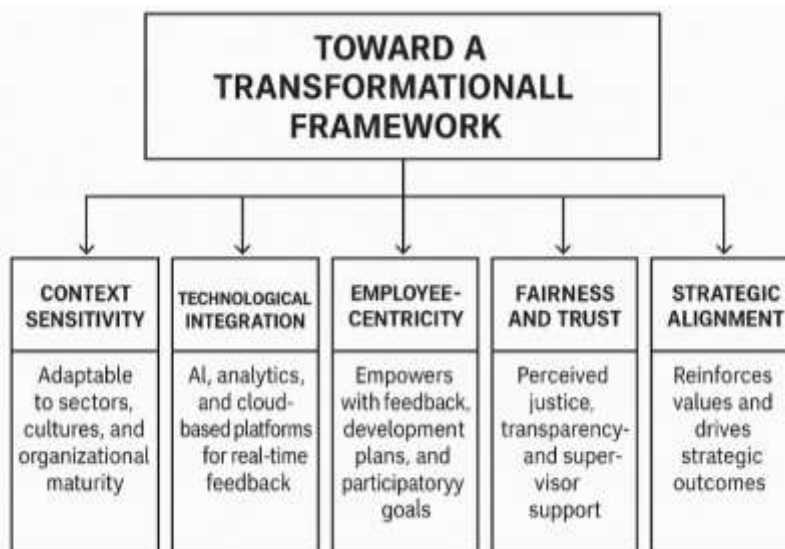 TOWARD A
TRANSFORMATIONALL
FRAMEWORK
CONTEXT
SENSITIVITY
Adaptable
to sectors,
cultures, and
organizational
maturity
TECHNOLOGICAL
INTEGRATION
AI, analytics,
and cloud-
based platforms
for real-time
feedback
EMPLOYEE-
CENTRICITY
Empowers
with feedback,
development
plans, and
participatoryy
goals
FAIRNESS
AND TRUST
Perceived
justice,
transparency-
and super-
visor
support
STRATEGIC
ALIGNMENT
Reinforces
values and
drives
strategic
outcomes